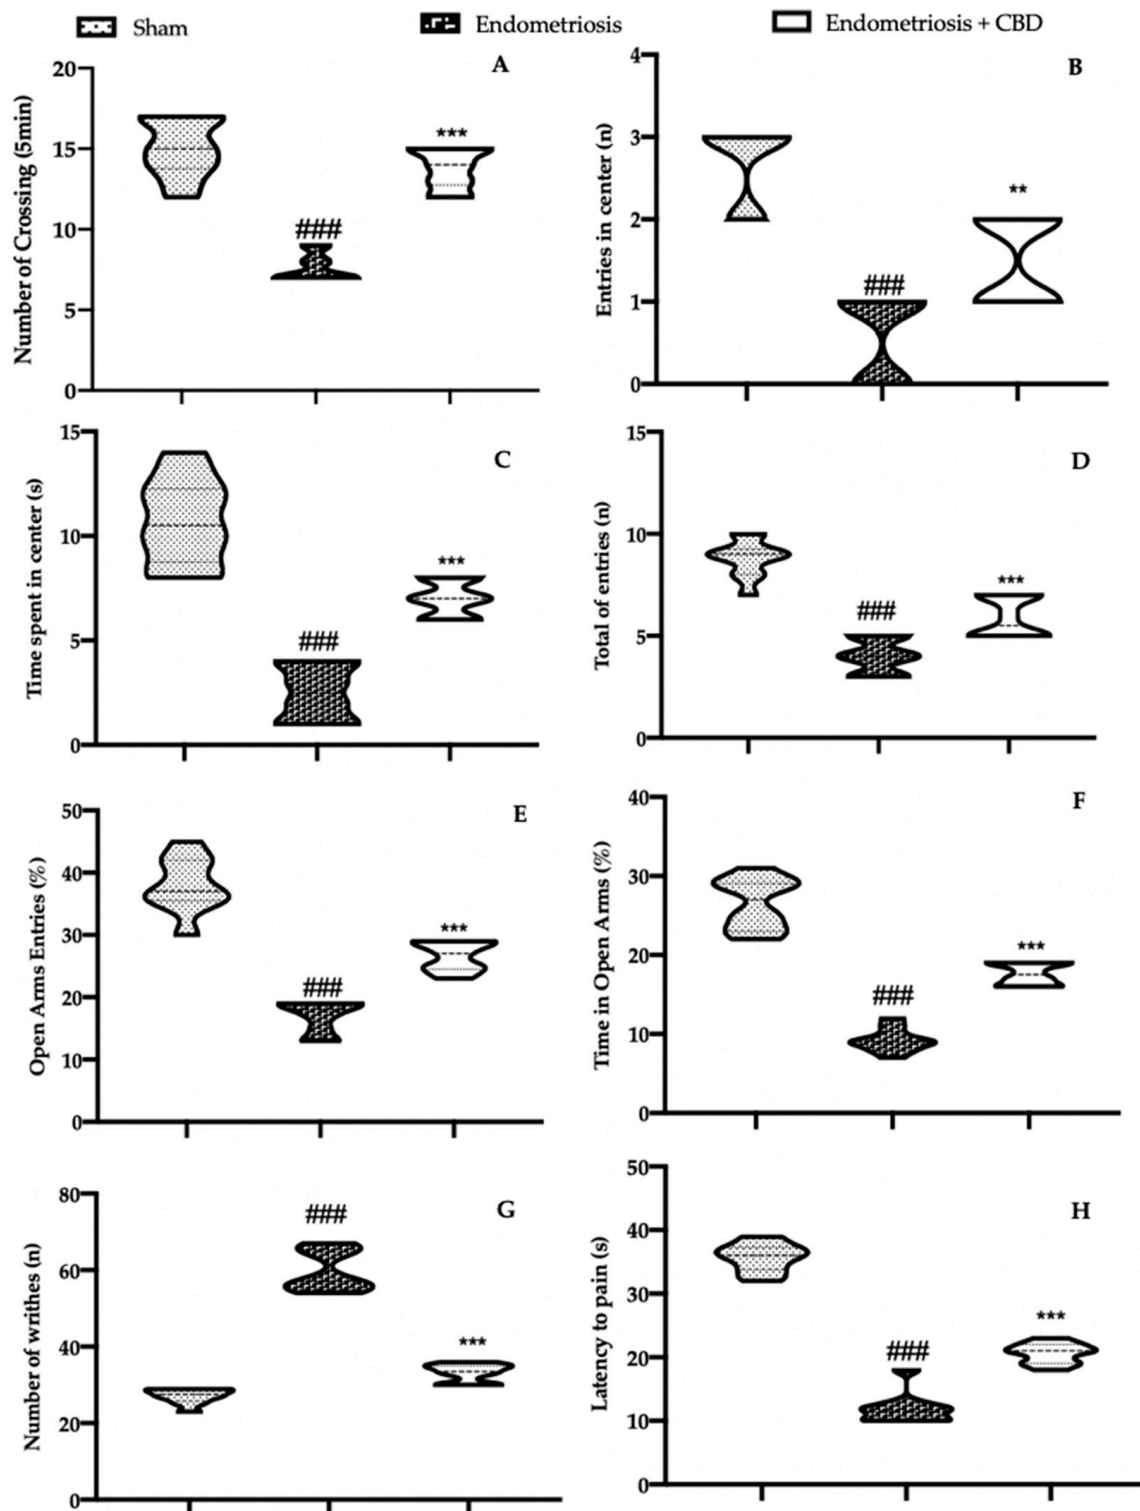 Sham
Endometriosis
Endometriosis + CBD
A
Number of Crossing (5min)
20
15
10
5
0
###
***
B
Entries in center (n)
4
3
2
1
0
###
**
C
Time spent in center (s)
15
10
5
0
###
***
D
Total of entries (n)
15
10
5
0
###
***
E
Open Arms Entries (%)
50
40
30
20
10
0
###
***
F
Time in Open Arms (%)
40
30
20
10
0
###
***
G
Number of writhes (n)
80
60
40
20
0
###
***
H
Latency to pain (s)
50
40
30
20
10
0
###
***